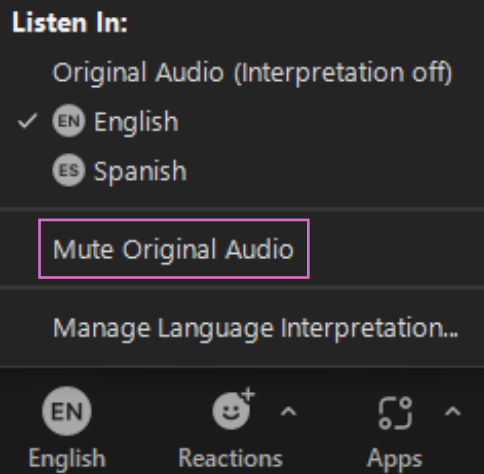 Listen In:
Original Audio (Interpretation off)
EN English
ES Spanish
Mute Original Audio
Manage Language Interpretation...
EN
English Reactions Apps